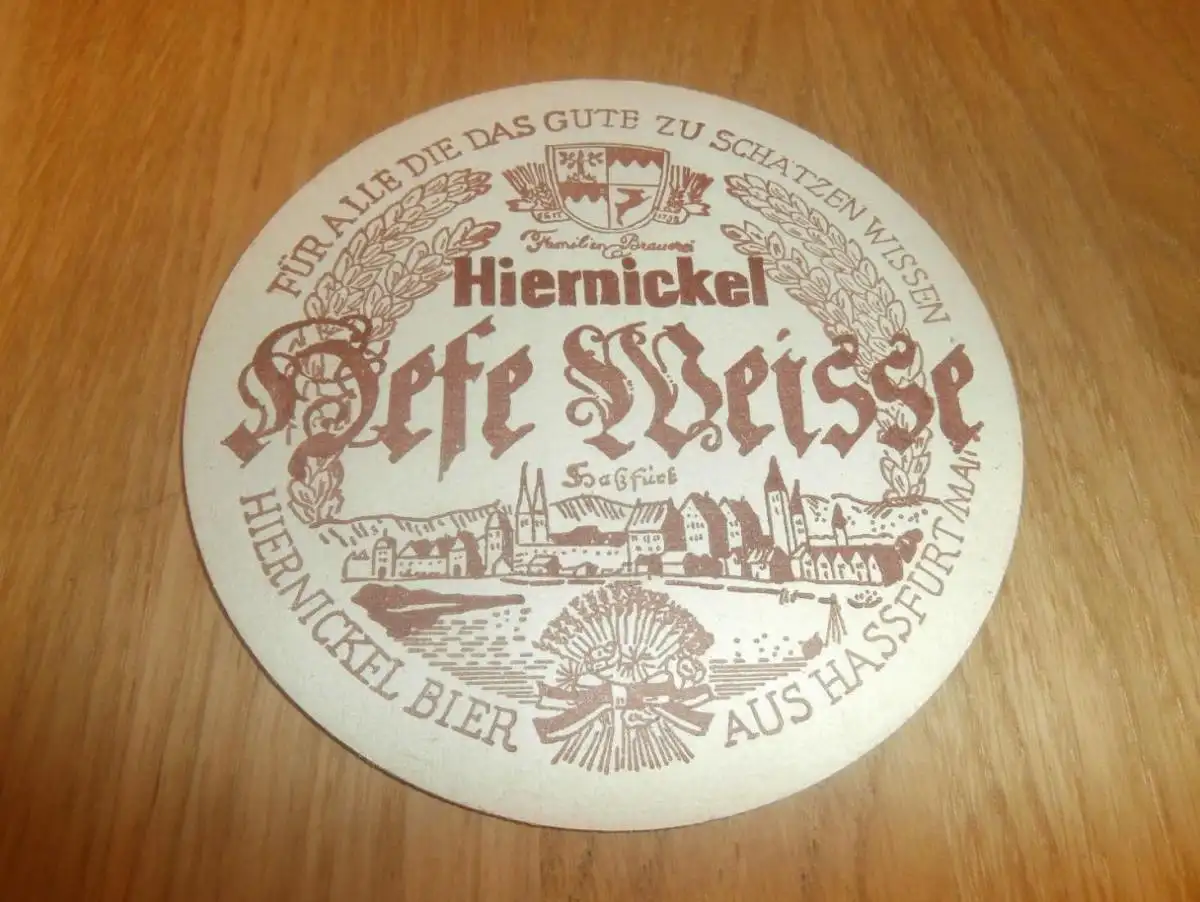 FÜR ALLE DIE DAS GUTE ZU SCHÄTZEN WISSEN
SEIT
Familien Brauerei
Hiernickel
Hefe Weisse
Haßfurt
HIERNICKEL BIER
AUS HASSFURT/MAIN